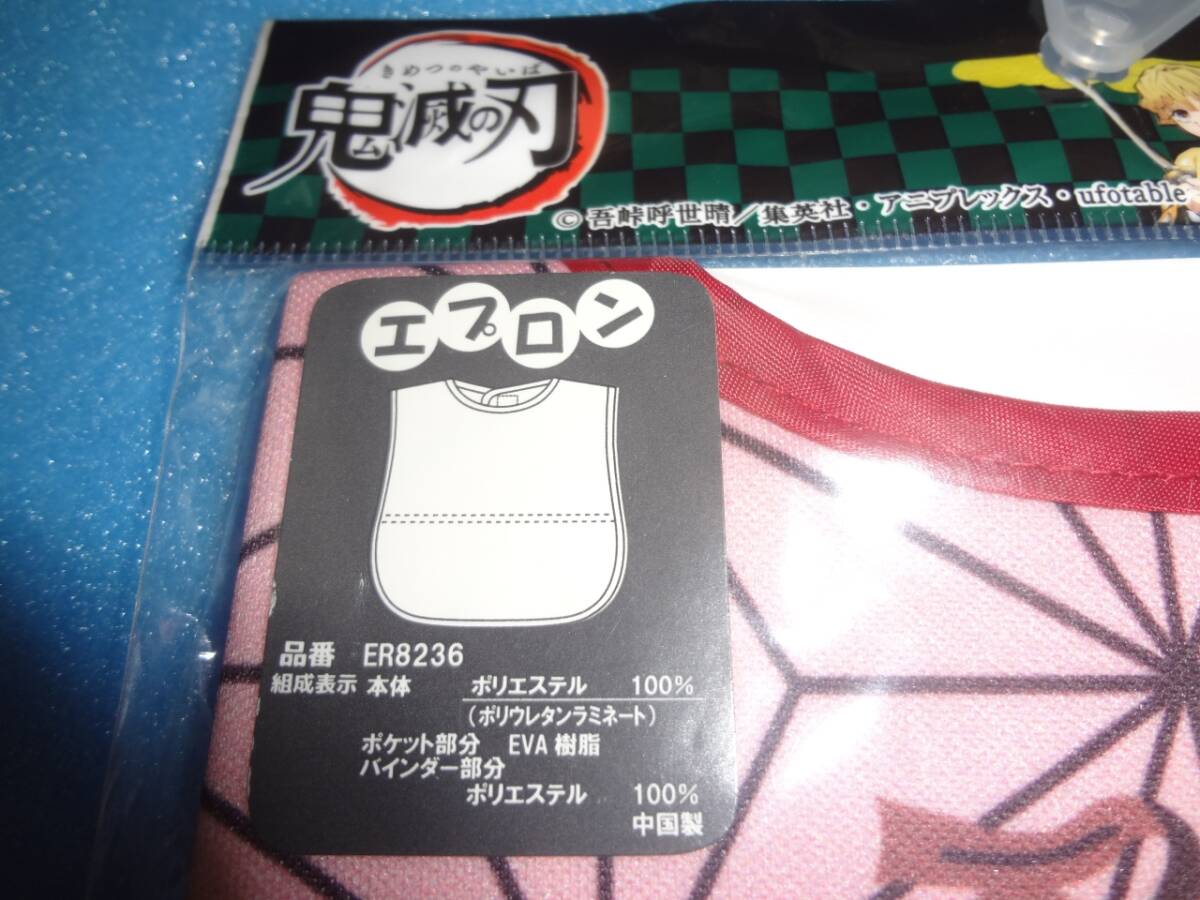 きめつのやいば
鬼滅の刃
©吾峠呼世晴／集英社・アニプレックス・ufotable
エプロン
品番 ER8236
組成表示 本体 ポリエステル 100%
(ポリウレタンラミネート)
ポケット部分 EVA樹脂
バインダー部分
ポリエステル 100%
中国製